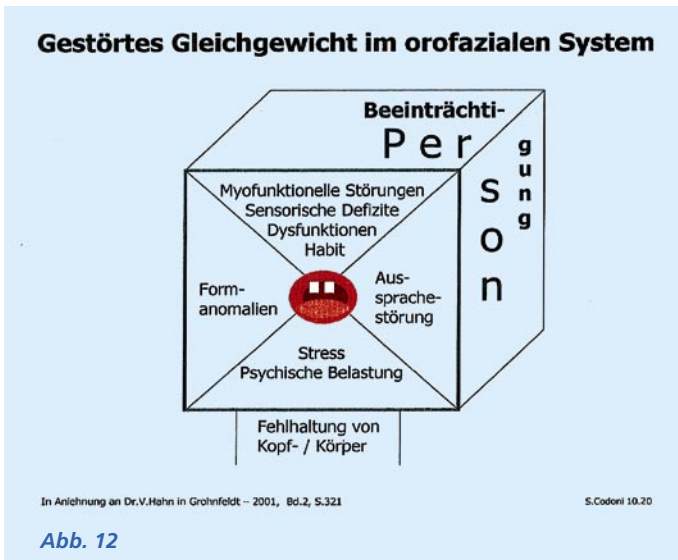 Gestörtes Gleichgewicht im orofazialen System
Beeinträchti-
gung
Per
son
Myofunktionelle Störungen
Sensorische Defizite
Dysfunktionen
Habit
Form-
anomalien
Aus-
sprache-
störung
Stress
Psychische Belastung
Fehlhaltung von
Kopf- / Körper
In Anlehnung an Dr.V.Hahn in Grohnfeldt – 2001, Bd.2, S.321
S.Codoni 10.20
Abb. 12